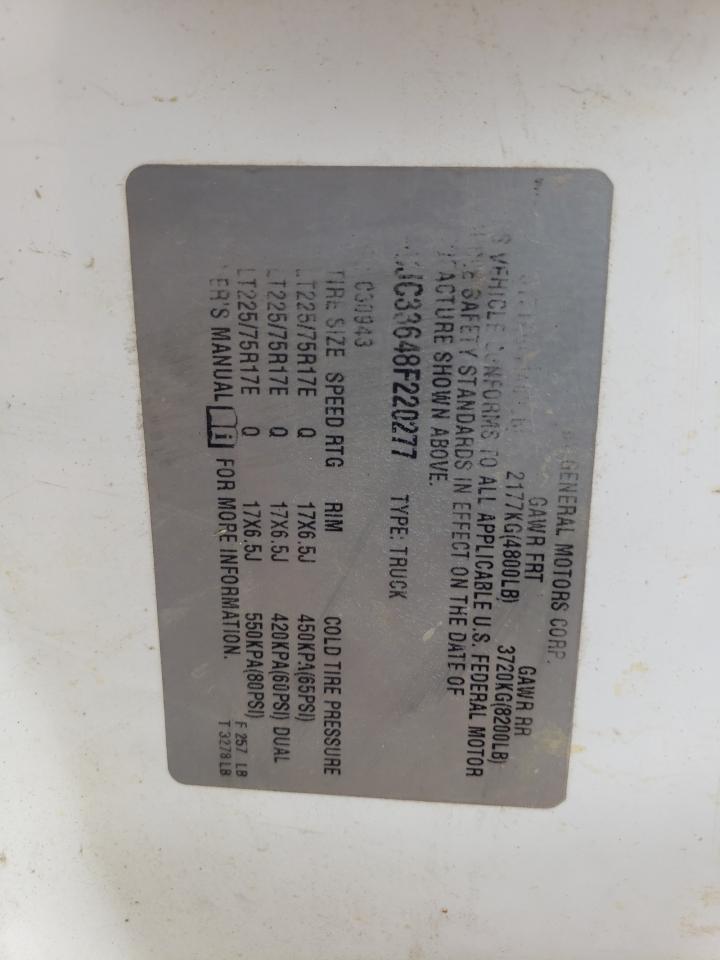 GENERAL MOTORS CORP.
GAWR FRT GAWR RR
2177KG(4800LB) 3720KG(8200LB)
VEHICLE CONFORMS TO ALL APPLICABLE U.S. FEDERAL MOTOR
SAFETY STANDARDS IN EFFECT ON THE DATE OF
ACTURE SHOWN ABOVE.
JC33648F220277 TYPE: TRUCK
C30943
TIRE SIZE SPEED RTG RIM COLD TIRE PRESSURE
LT225/75R17E Q 17X6.5J 450KPA(65PSI)
LT225/75R17E Q 17X6.5J 420KPA(60PSI) DUAL
LT225/75R17E Q 17X6.5J 550KPA(80PSI)
ER'S MANUAL FOR MORE INFORMATION.
F 257 LB
T 3278 LB